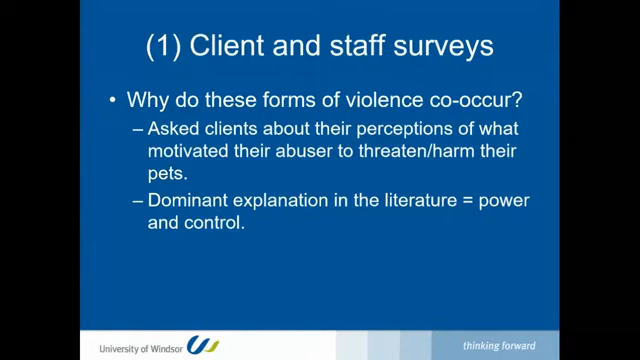 (1) Client and staff surveys
• Why do these forms of violence co-occur?
– Asked clients about their perceptions of what
motivated their abuser to threaten/harm their
pets.
– Dominant explanation in the literature = power
and control.
University of Windsor
thinking forward